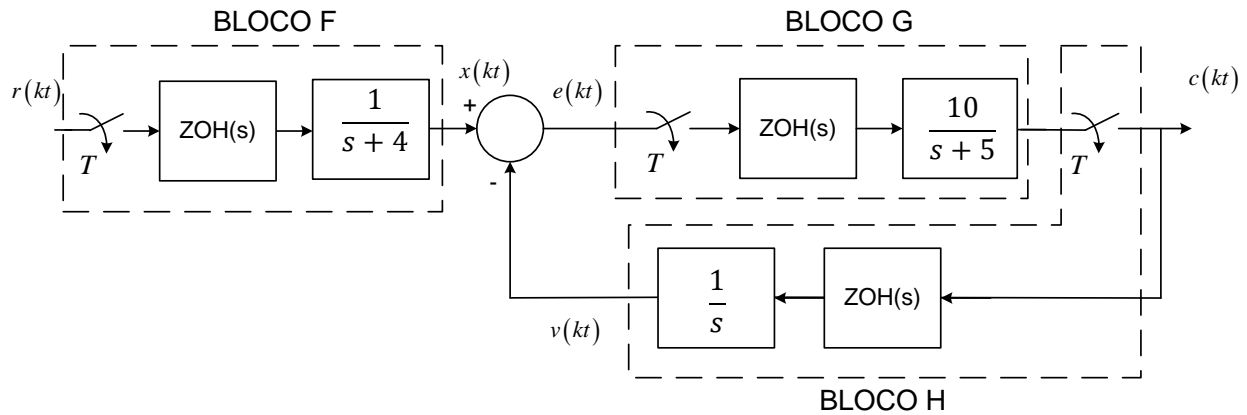 BLOCO F
BLOCO G
r(kt)
T
ZOH(s)
1
s + 4
x(kt)
+
-
e(kt)
T
ZOH(s)
10
s + 5
T
c(kt)
v(kt)
1
s
ZOH(s)
BLOCO H